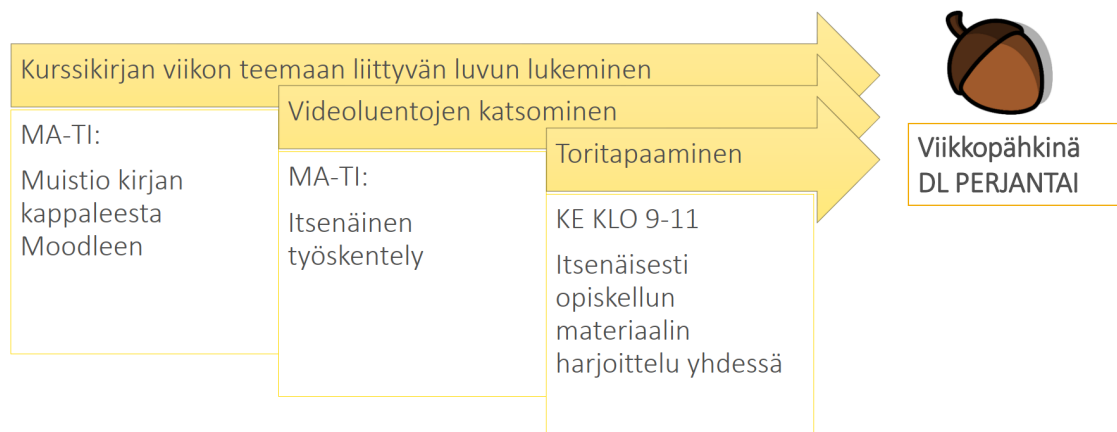 Kurssikirjan viikon teemaan liittyvän luvun lukeminen
MA-TI:
Muistio kirjan
kappaleesta
Moodleen
Videoluentojen katsominen
MA-TI:
Itsenäinen
työskentely
Toritapaaminen
KE KLO 9-11
Itsenäisesti
opiskellun
materiaalin
harjoittelu yhdessä
Viikkopähkinä
DL PERJANTAI